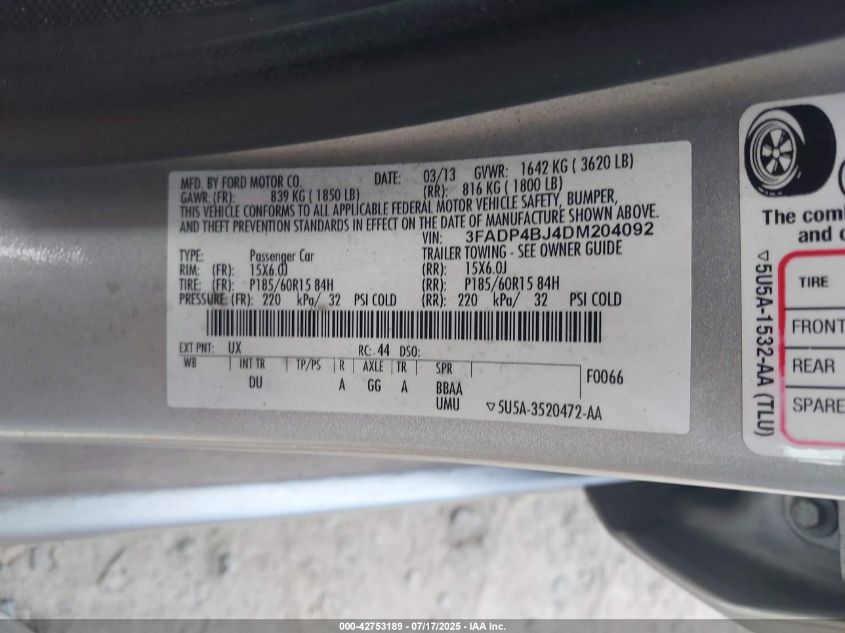 MFD. BY FORD MOTOR CO. DATE: 03/13 GVWR: 1642 KG ( 3620 LB)
GAWR: (FR): 839 KG ( 1850 LB) (RR): 816 KG ( 1800 LB)
THIS VEHICLE CONFORMS TO ALL APPLICABLE FEDERAL MOTOR VEHICLE SAFETY, BUMPER,
AND THEFT PREVENTION STANDARDS IN EFFECT ON THE DATE OF MANUFACTURE SHOWN ABOVE.
VIN: 3FADP4BJ4DM204092
TYPE: Passenger Car TRAILER TOWING - SEE OWNER GUIDE
RIM: (FR): 15X6.0J (RR): 15X6.0J
TIRE: (FR): P185/60R15 84H (RR): P185/60R15 84H
PRESSURE: (FR): 220 kPa/ 32 PSI COLD (RR): 220 kPa/ 32 PSI COLD
EXT PNT: UX RC: 44 DSO:
WB INT TR TP/PS R AXLE TR SPR
DU A GG A BBAA F0066
UMU ▽5U5A-3520472-AA
The comb
and c
▽5U5A-1532-AA (TLU)
TIRE
FRONT
REAR
SPARE
000-42753189 - 07/17/2025 - IAA Inc.